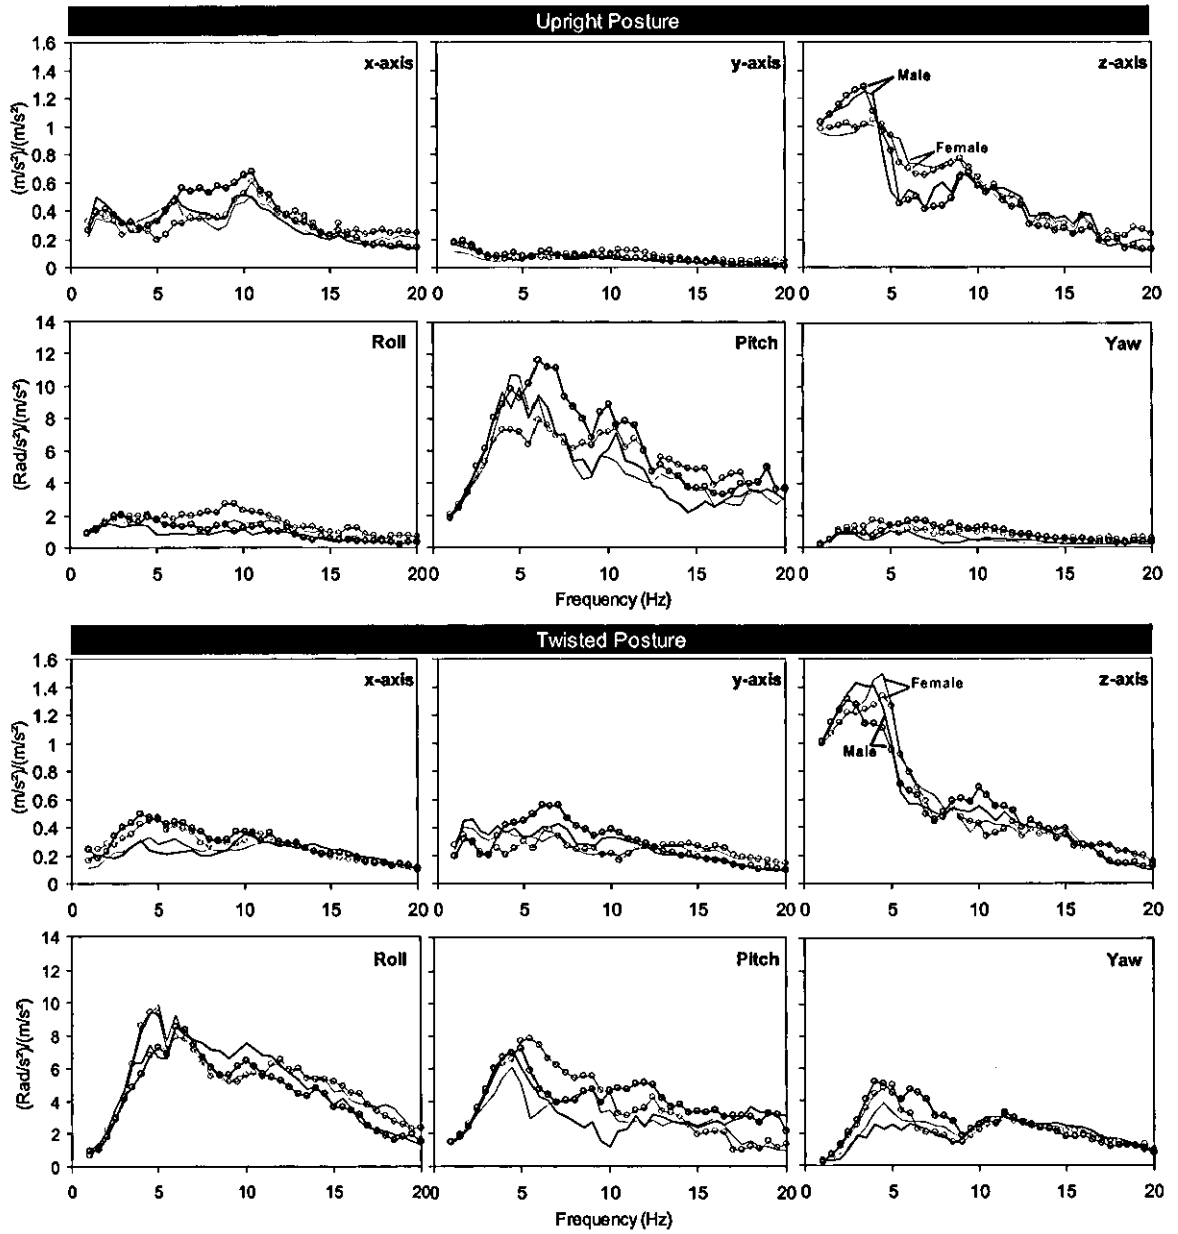 Upright Posture
x-axis
y-axis
z-axis
Male
Female
(m/s²)/(m/s²)
1.6
1.4
1.2
1
0.8
0.6
0.4
0.2
0
0 5 10 15 20 0 5 10 15 20 0 5 10 15 20
Roll
Pitch
Yaw
(Rad/s²)/(m/s²)
14
12
10
8
6
4
2
0
0 5 10 15 20 0 5 10 15 20 0 5 10 15 20
Frequency (Hz)
Twisted Posture
x-axis
y-axis
z-axis
Female
Male
(m/s²)/(m/s²)
1.6
1.4
1.2
1
0.8
0.6
0.4
0.2
0
0 5 10 15 20 0 5 10 15 20 0 5 10 15 20
Roll
Pitch
Yaw
(Rad/s²)/(m/s²)
14
12
10
8
6
4
2
0
0 5 10 15 20 0 5 10 15 20 0 5 10 15 20
Frequency (Hz)